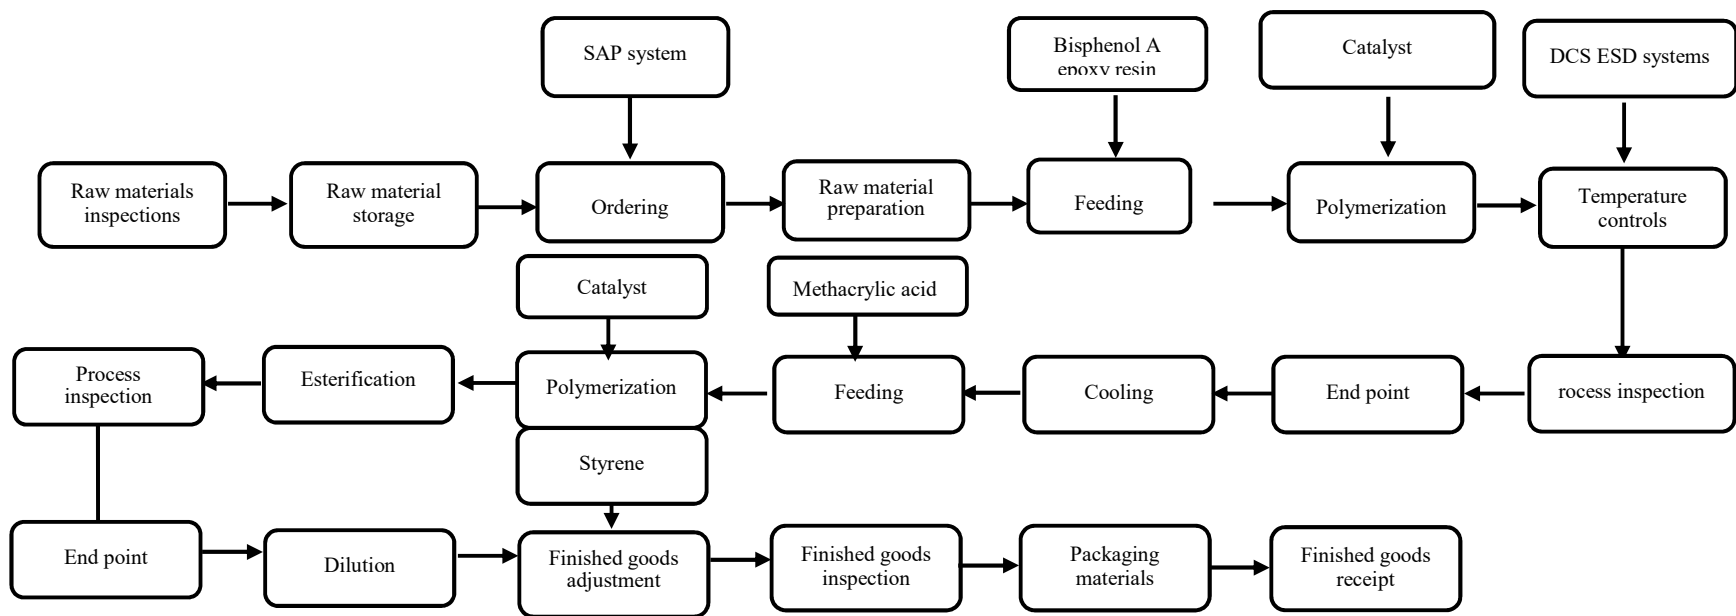 SAP system
Bisphenol A
epoxy resin
Catalyst
DCS ESD systems
Raw materials
inspections
Raw material
storage
Ordering
Raw material
preparation
Feeding
Polymerization
Temperature
controls
Catalyst
Methacrylic acid
Process
inspection
Esterification
Polymerization
Feeding
Cooling
End point
rocess inspection
Styrene
End point
Dilution
Finished goods
adjustment
Finished goods
inspection
Packaging
materials
Finished goods
receipt